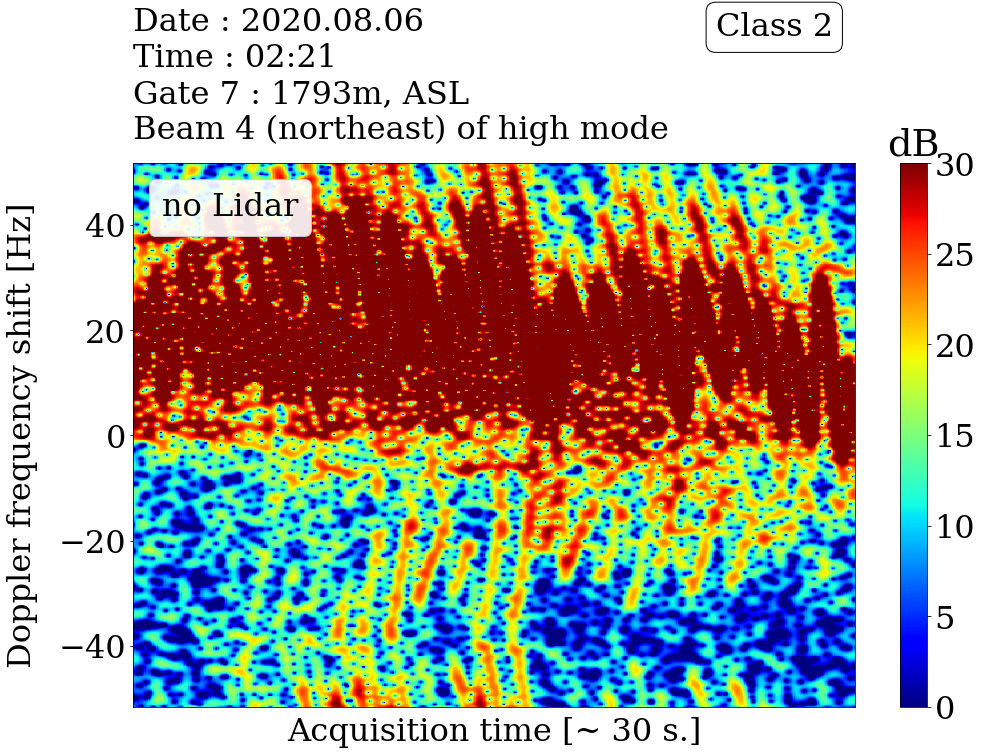 Date : 2020.08.06
Time : 02:21
Gate 7 : 1793m, ASL
Beam 4 (northeast) of high mode
Class 2
dB
no Lidar
Doppler frequency shift [Hz]
40
20
0
−20
−40
30
25
20
15
10
5
0
Acquisition time [~ 30 s.]